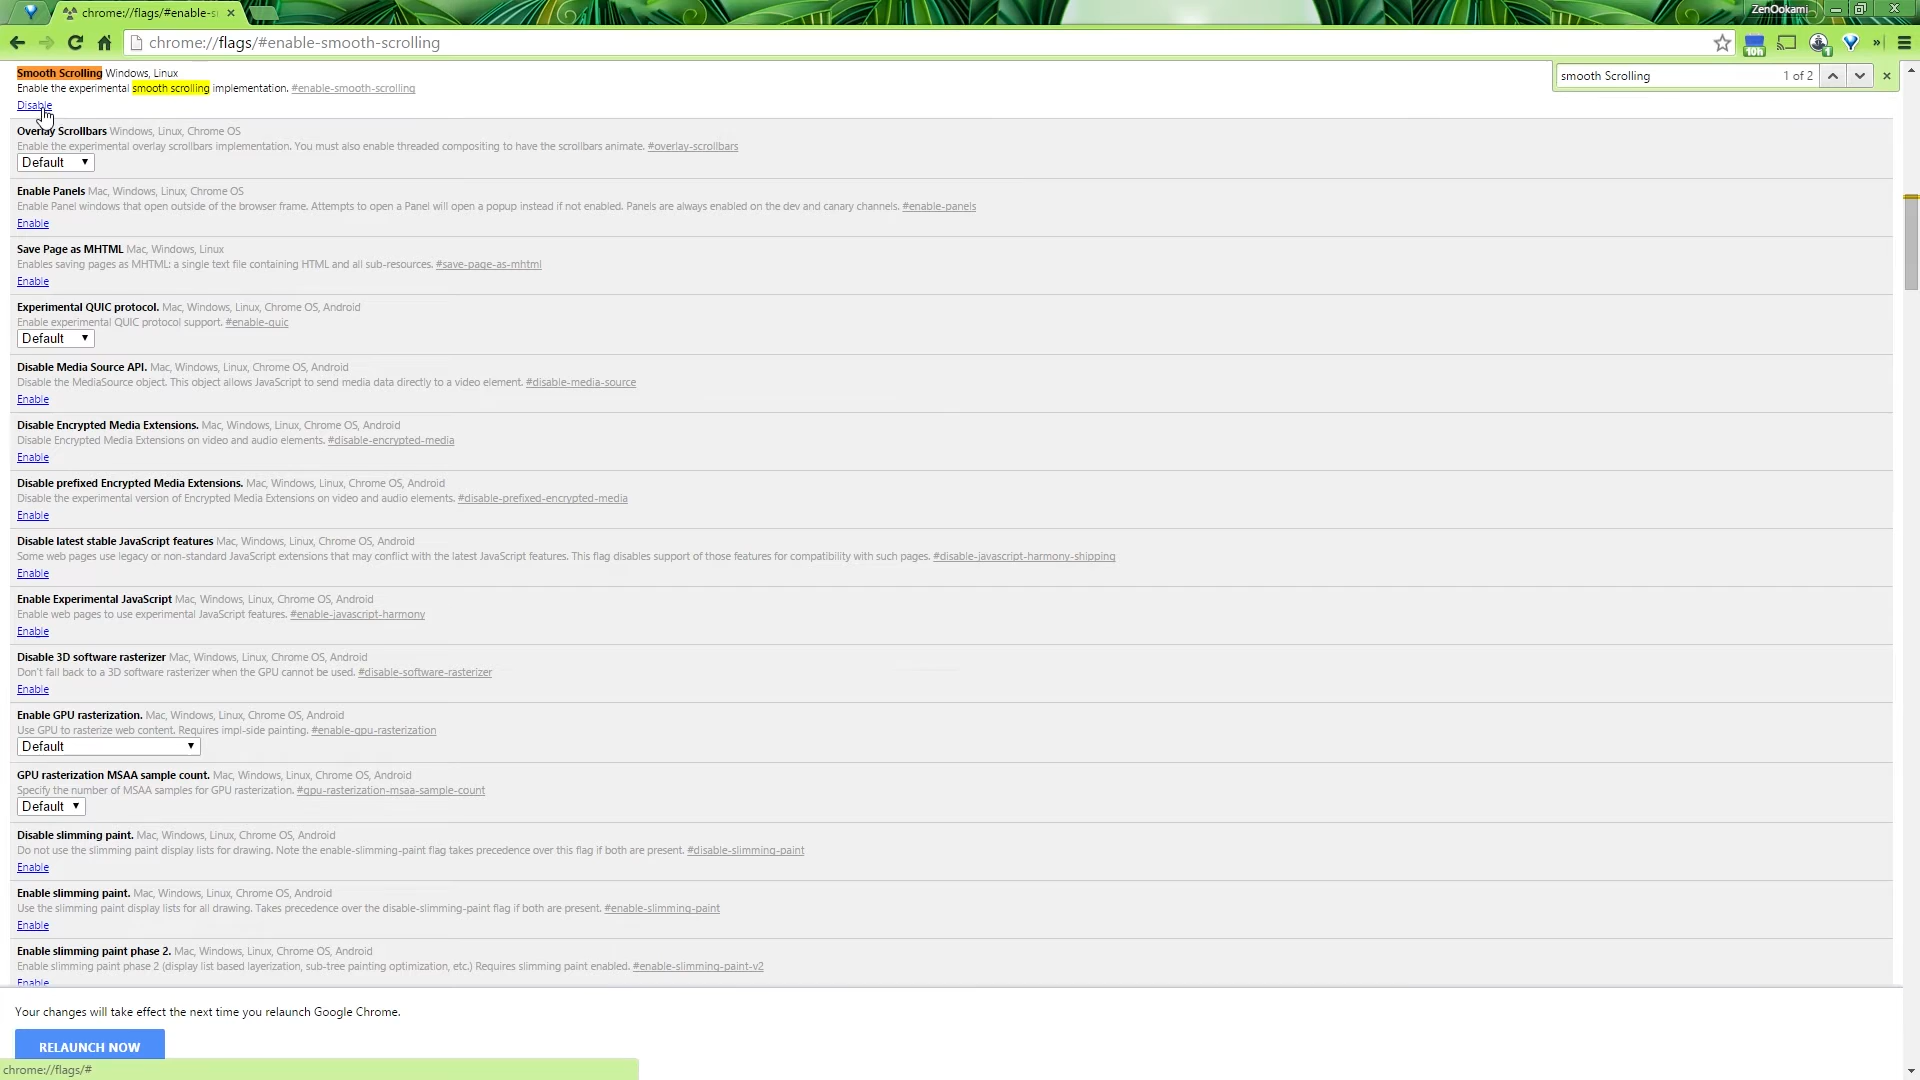 chrome://flags/#enable-s
ZenOokami
chrome://flags/#enable-smooth-scrolling
10h
1
»
smooth Scrolling 1 of 2
Smooth Scrolling Windows, Linux
Enable the experimental smooth scrolling implementation. #enable-smooth-scrolling
Disable
Overlay Scrollbars Windows, Linux, Chrome OS
Enable the experimental overlay scrollbars implementation. You must also enable threaded compositing to have the scrollbars animate. #overlay-scrollbars
Default
Enable Panels Mac, Windows, Linux, Chrome OS
Enable Panel windows that open outside of the browser frame. Attempts to open a Panel will open a popup instead if not enabled. Panels are always enabled on the dev and canary channels. #enable-panels
Enable
Save Page as MHTML Mac, Windows, Linux
Enables saving pages as MHTML: a single text file containing HTML and all sub-resources. #save-page-as-mhtml
Enable
Experimental QUIC protocol. Mac, Windows, Linux, Chrome OS, Android
Enable experimental QUIC protocol support. #enable-quic
Default
Disable Media Source API. Mac, Windows, Linux, Chrome OS, Android
Disable the MediaSource object. This object allows JavaScript to send media data directly to a video element. #disable-media-source
Enable
Disable Encrypted Media Extensions. Mac, Windows, Linux, Chrome OS, Android
Disable Encrypted Media Extensions on video and audio elements. #disable-encrypted-media
Enable
Disable prefixed Encrypted Media Extensions. Mac, Windows, Linux, Chrome OS, Android
Disable the experimental version of Encrypted Media Extensions on video and audio elements. #disable-prefixed-encrypted-media
Enable
Disable latest stable JavaScript features Mac, Windows, Linux, Chrome OS, Android
Some web pages use legacy or non-standard JavaScript extensions that may conflict with the latest JavaScript features. This flag disables support of those features for compatibility with such pages. #disable-javascript-harmony-shipping
Enable
Enable Experimental JavaScript Mac, Windows, Linux, Chrome OS, Android
Enable web pages to use experimental JavaScript features. #enable-javascript-harmony
Enable
Disable 3D software rasterizer Mac, Windows, Linux, Chrome OS, Android
Don't fall back to a 3D software rasterizer when the GPU cannot be used. #disable-software-rasterizer
Enable
Enable GPU rasterization. Mac, Windows, Linux, Chrome OS, Android
Use GPU to rasterize web content. Requires impl-side painting. #enable-gpu-rasterization
Default
GPU rasterization MSAA sample count. Mac, Windows, Linux, Chrome OS, Android
Specify the number of MSAA samples for GPU rasterization. #gpu-rasterization-msaa-sample-count
Default
Disable slimming paint. Mac, Windows, Linux, Chrome OS, Android
Do not use the slimming paint display lists for drawing. Note the enable-slimming-paint flag takes precedence over this flag if both are present. #disable-slimming-paint
Enable
Enable slimming paint. Mac, Windows, Linux, Chrome OS, Android
Use the slimming paint display lists for all drawing. Takes precedence over the disable-slimming-paint flag if both are present. #enable-slimming-paint
Enable
Enable slimming paint phase 2. Mac, Windows, Linux, Chrome OS, Android
Enable slimming paint phase 2 (display list based layerization, sub-tree painting optimization, etc.) Requires slimming paint enabled. #enable-slimming-paint-v2
Enable
Your changes will take effect the next time you relaunch Google Chrome.
RELAUNCH NOW
chrome://flags/#